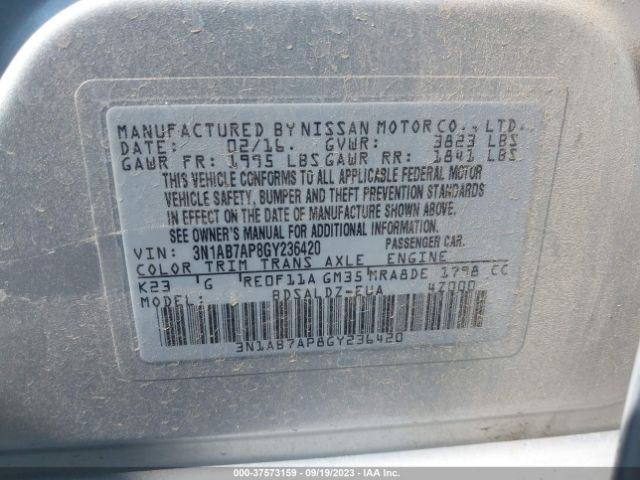 MANUFACTURED BY NISSAN MOTOR CO., LTD.
DATE: 02/16. GVWR: 3823 LBS
GAWR FR: 1995 LBS GAWR RR: 1841 LBS
THIS VEHICLE CONFORMS TO ALL APPLICABLE FEDERAL MOTOR
VEHICLE SAFETY, BUMPER AND THEFT PREVENTION STANDARDS
IN EFFECT ON THE DATE OF MANUFACTURE SHOWN ABOVE.
SEE OWNER'S MANUAL FOR ADDITIONAL INFORMATION.
VIN: 3N1AB7AP8GY236420 PASSENGER CAR.
COLOR TRIM TRANS AXLE ENGINE
K23 G RE0F11A GM35 MRA8DE 1798 CC
MODEL: BDSALDZ-EUA 4Z000
3N1AB7AP8GY236420
000-37573159 - 09/19/2023 - IAA Inc.